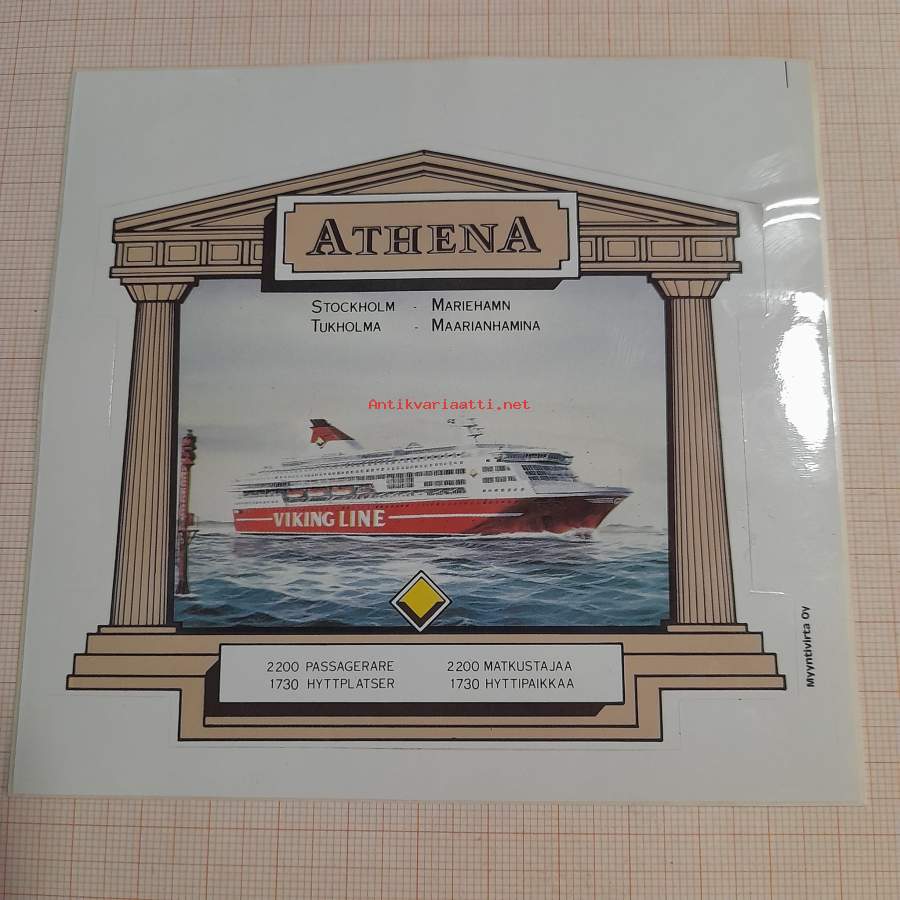 ATHENA
STOCKHOLM - MARIEHAMN
TUKHOLMA - MAARIANHAMINA
Antikvariaatti.net
VIKING LINE
2200 PASSAGERARE 2200 MATKUSTAJAA
1730 HYTTPLATSER 1730 HYTTIPAIKKAA
Myyntivirta Oy